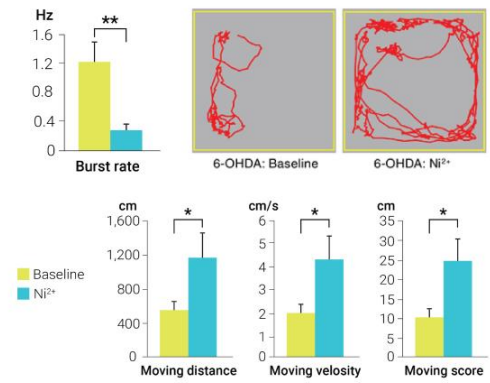 Hz
**
1.6
1.2
0.8
0.4
0
Burst rate
6-OHDA: Baseline
6-OHDA: Ni²⁺
Baseline
Ni²⁺
cm
*
1,600
1,200
800
400
0
Moving distance
cm/s
*
6
5
4
3
2
1
0
Moving velosity
cm
*
35
30
25
20
15
10
5
0
Moving score